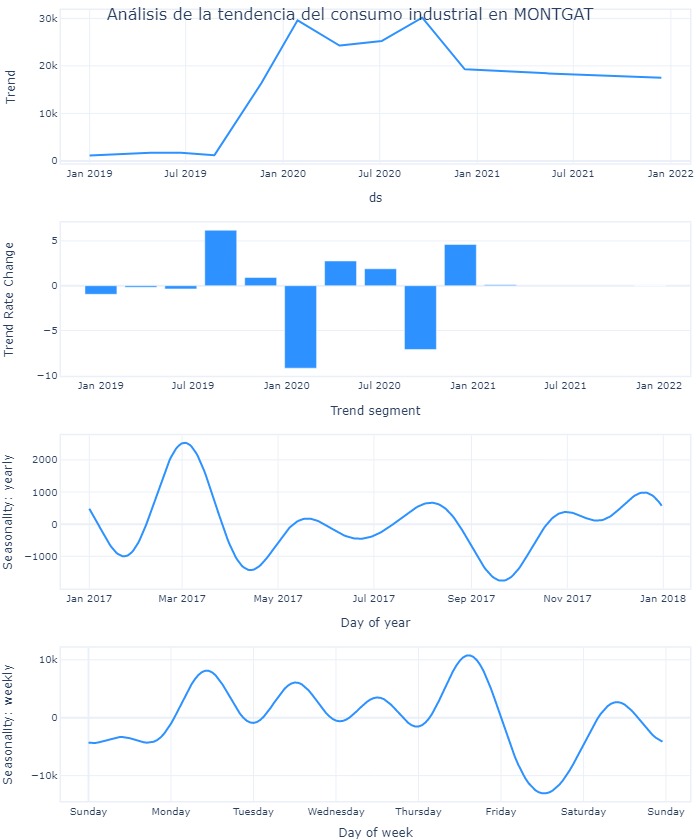 Análisis de la tendencia del consumo industrial en MONTGAT
30k
20k
10k
0
Trend
Jan 2019 Jul 2019 Jan 2020 Jul 2020 Jan 2021 Jul 2021 Jan 2022
ds
5
0
−5
−10
Trend Rate Change
Jan 2019 Jul 2019 Jan 2020 Jul 2020 Jan 2021 Jul 2021 Jan 2022
Trend segment
2000
1000
0
−1000
Seasonality: yearly
Jan 2017 Mar 2017 May 2017 Jul 2017 Sep 2017 Nov 2017 Jan 2018
Day of year
10k
0
−10k
Seasonality: weekly
Sunday Monday Tuesday Wednesday Thursday Friday Saturday Sunday
Day of week